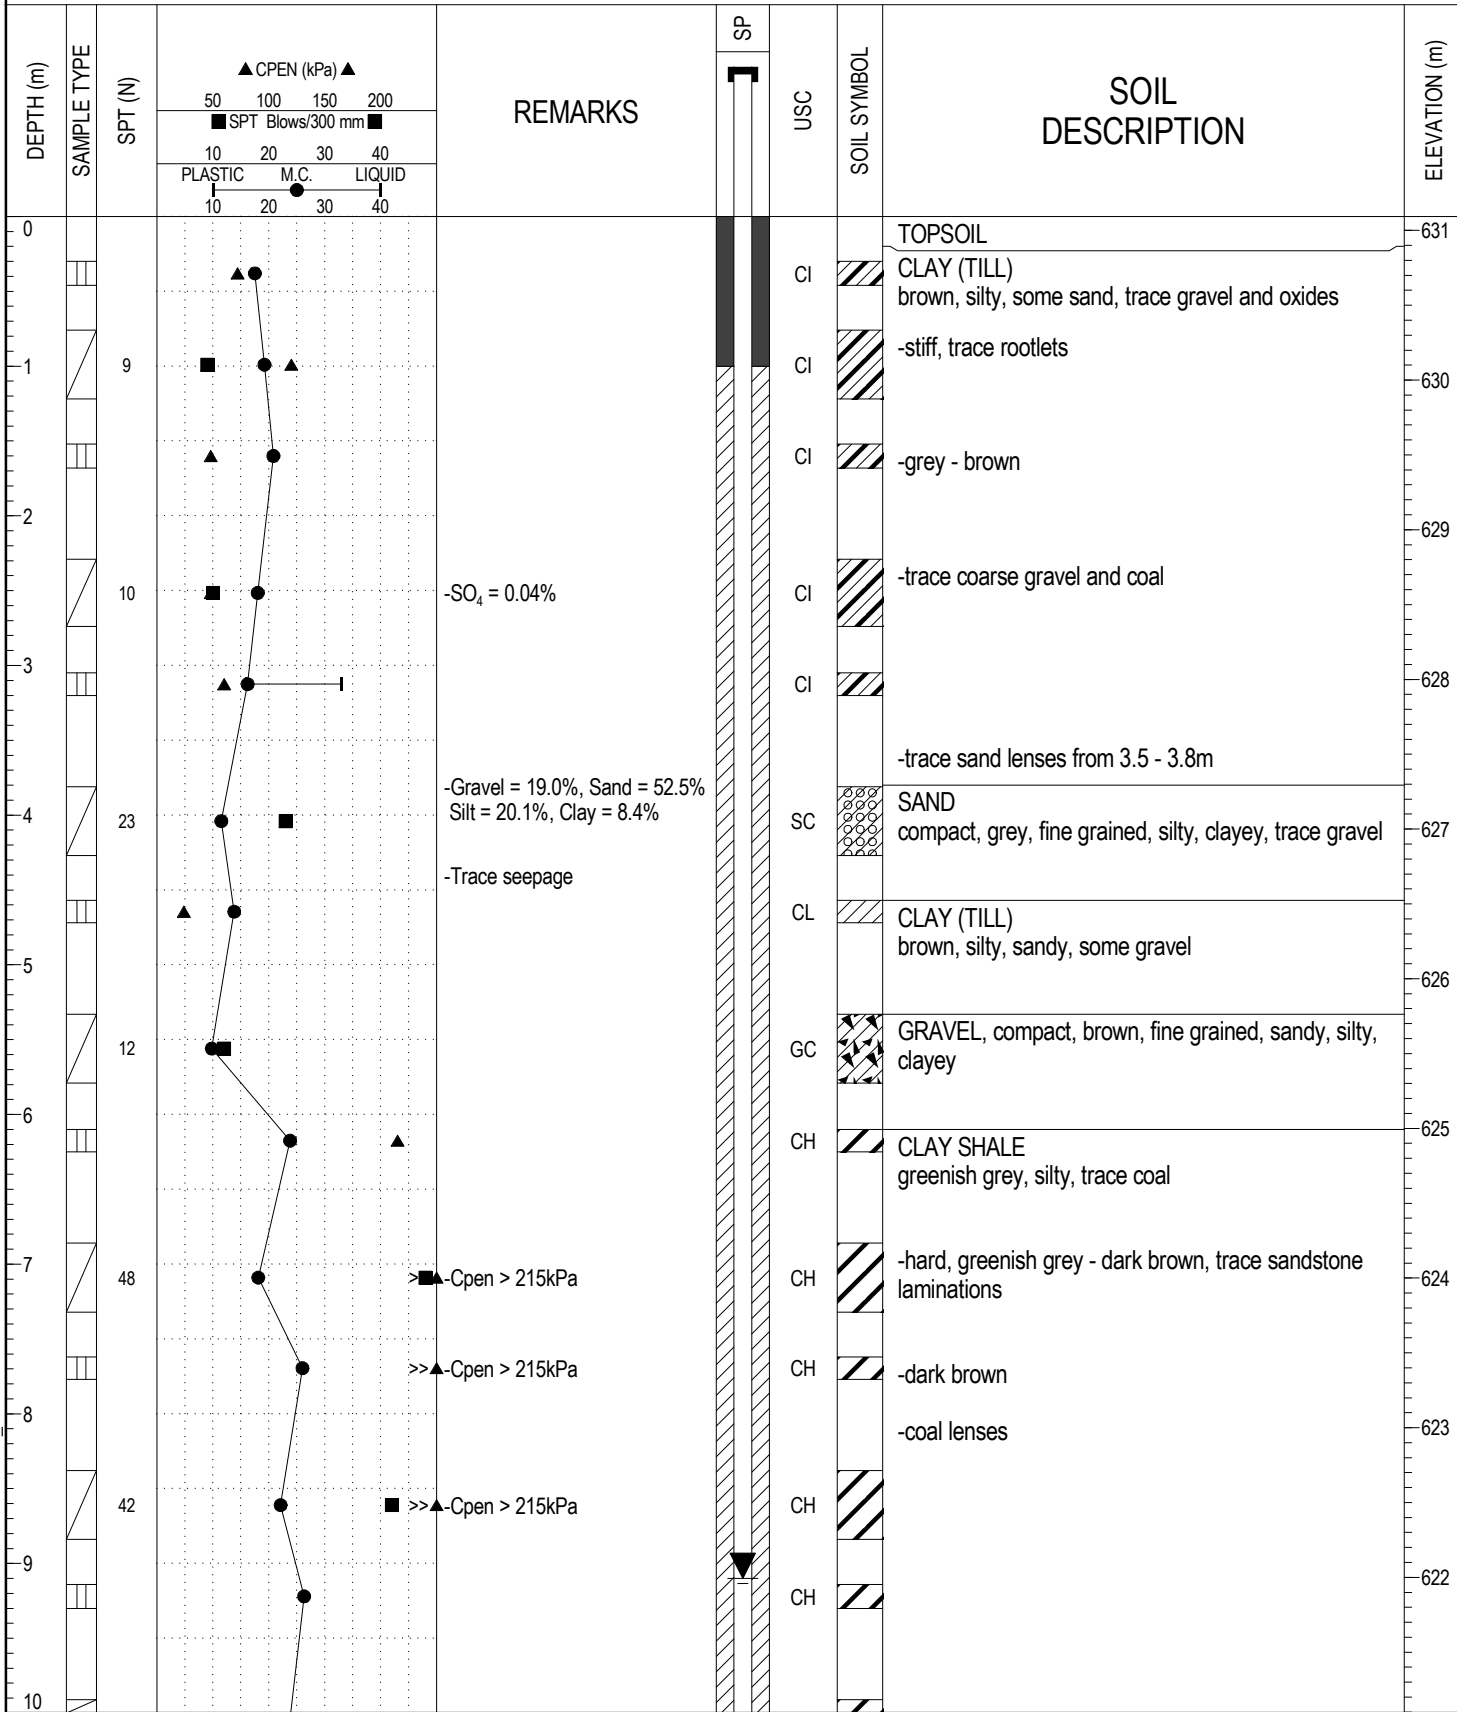 DEPTH (m)
SAMPLE TYPE
SPT (N)
▲ CPEN (kPa) ▲
50 100 150 200
■ SPT Blows/300 mm ■
10 20 30 40
PLASTIC M.C. LIQUID
10 20 30 40
REMARKS
SP
USC
SOIL SYMBOL
SOIL
DESCRIPTION
ELEVATION (m)
0
TOPSOIL
631
CI
CLAY (TILL)
brown, silty, some sand, trace gravel and oxides
-stiff, trace rootlets
1
9
CI
630
CI
-grey - brown
2
629
-trace coarse gravel and coal
10
-SO₄ = 0.04%
CI
3
CI
628
-trace sand lenses from 3.5 - 3.8m
-Gravel = 19.0%, Sand = 52.5%
Silt = 20.1%, Clay = 8.4%
SAND
compact, grey, fine grained, silty, clayey, trace gravel
4
23
SC
627
-Trace seepage
CL
CLAY (TILL)
brown, silty, sandy, some gravel
5
626
GRAVEL, compact, brown, fine grained, sandy, silty,
clayey
12
GC
6
625
CH
CLAY SHALE
greenish grey, silty, trace coal
7
-hard, greenish grey - dark brown, trace sandstone
laminations
48
>>
-Cpen > 215kPa
CH
624
>>
-Cpen > 215kPa
CH
-dark brown
8
623
-coal lenses
42
>>
-Cpen > 215kPa
CH
9
622
CH
10